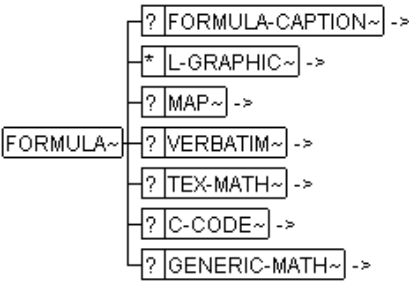 ? FORMULA-CAPTION~ ->
* L-GRAPHIC~ ->
? MAP~ ->
FORMULA~ ? VERBATIM~ ->
? TEX-MATH~ ->
? C-CODE~ ->
? GENERIC-MATH~ ->